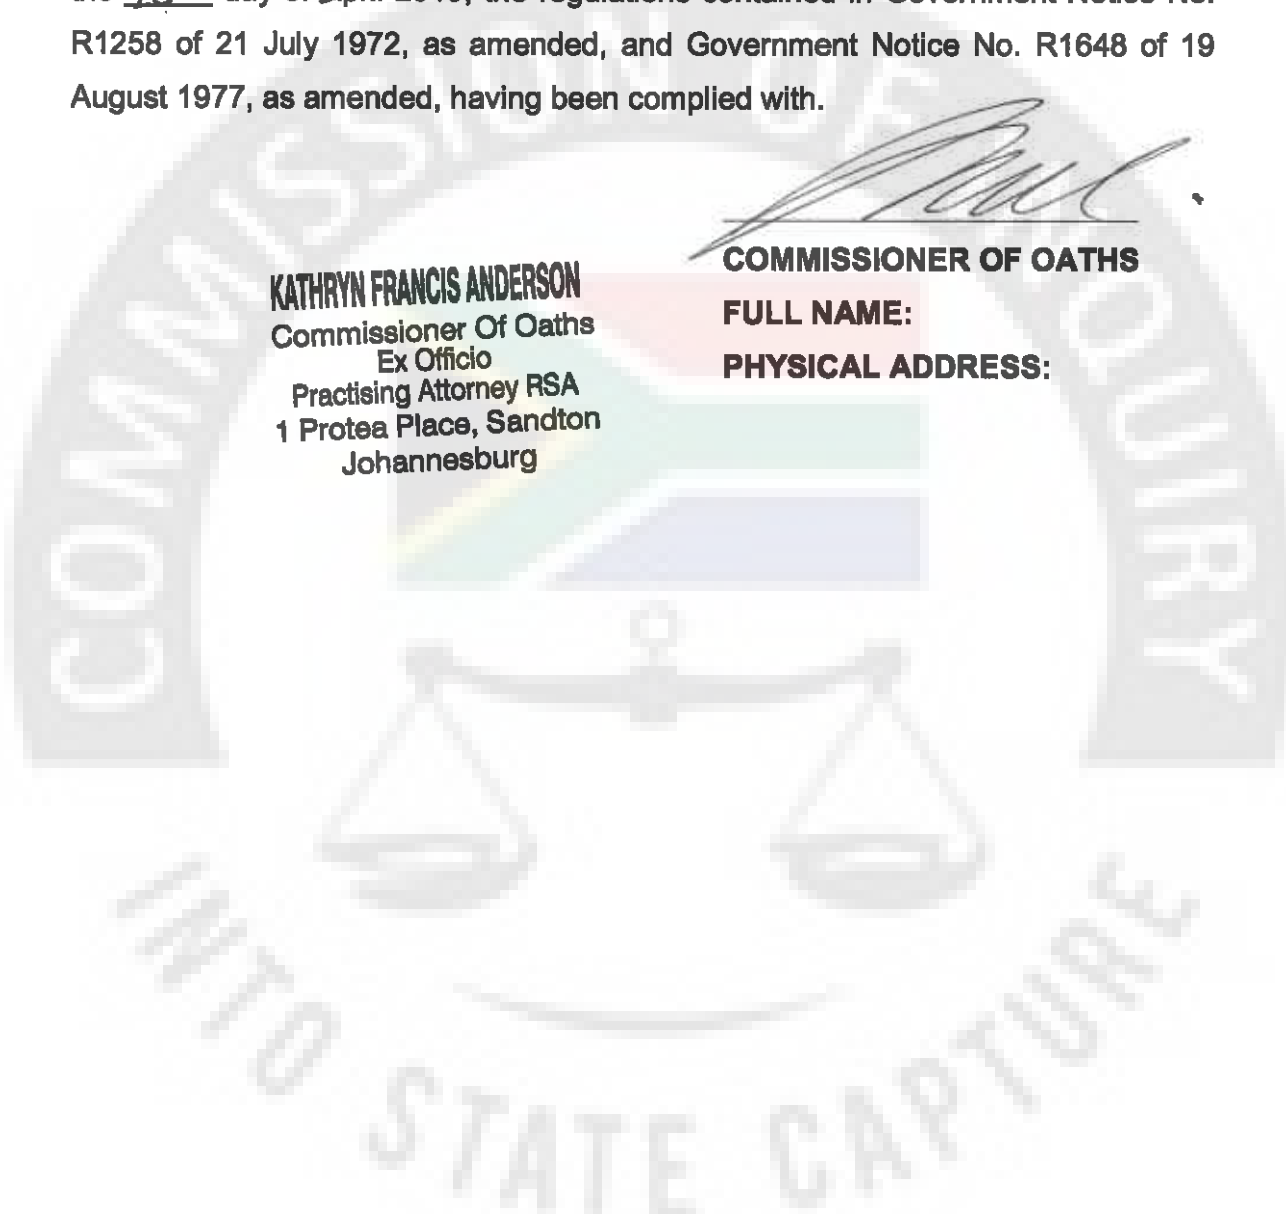 R1258 of 21 July 1972, as amended, and Government Notice No. R1648 of 19
August 1977, as amended, having been complied with.
COMMISSIONER OF OATHS
FULL NAME:
PHYSICAL ADDRESS:
KATHRYN FRANCIS ANDERSON
Commissioner Of Oaths
Ex Officio
Practising Attorney RSA
1 Protea Place, Sandton
Johannesburg
COMMISSION OF INQUIRY
INTO STATE CAPTURE